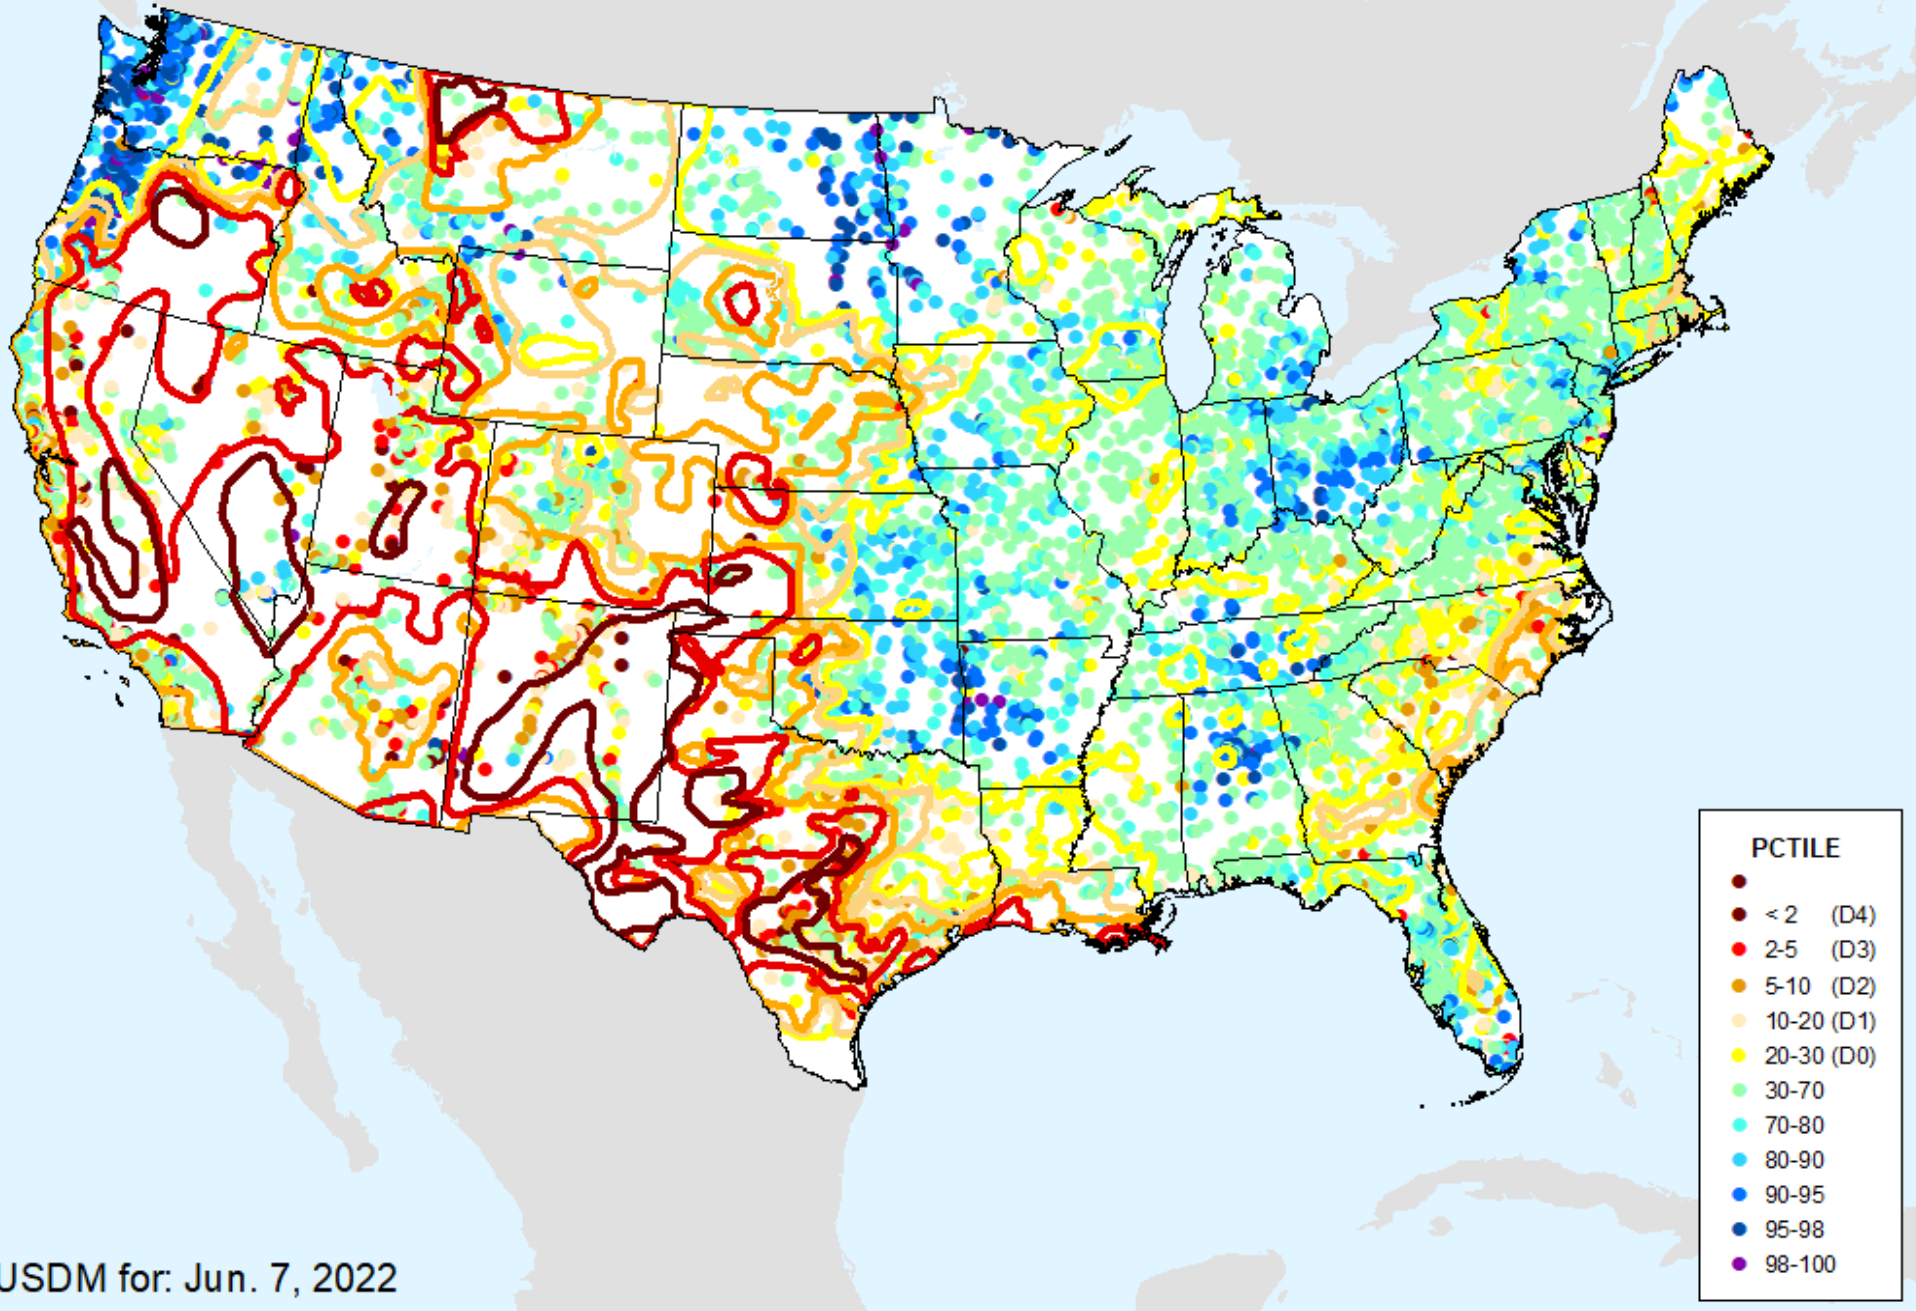 PCTILE
< 2 (D4)
2-5 (D3)
5-10 (D2)
10-20 (D1)
20-30 (D0)
30-70
70-80
80-90
90-95
95-98
98-100
USDM for: Jun. 7, 2022